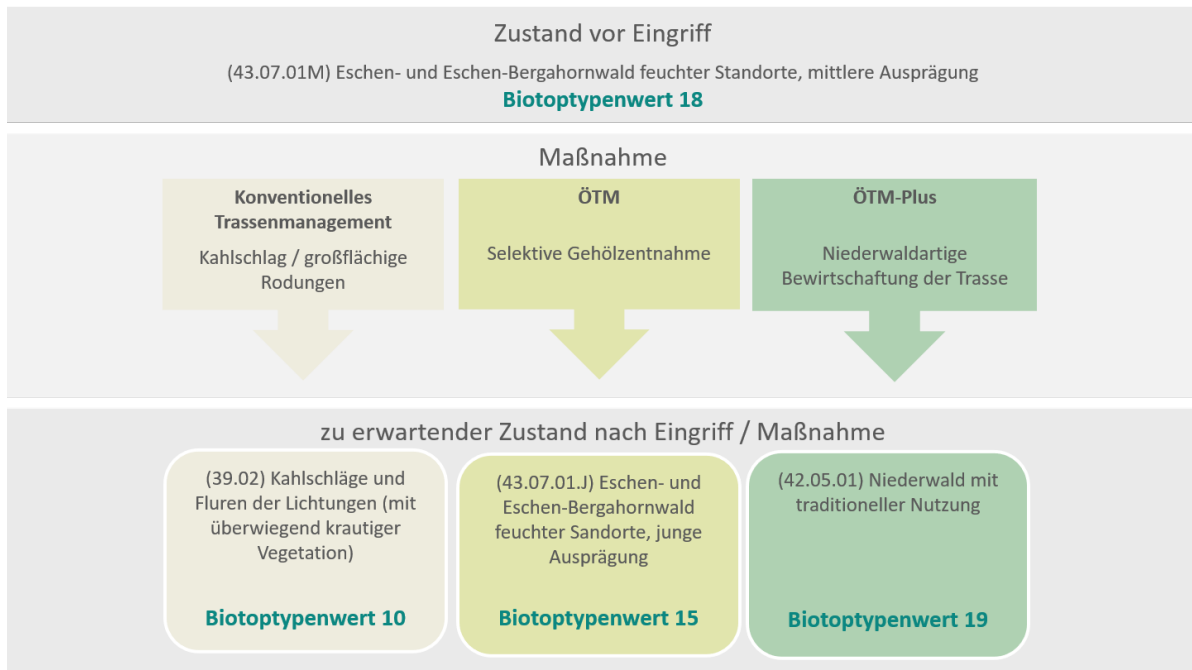 Zustand vor Eingriff
(43.07.01M) Eschen- und Eschen-Bergahornwald feuchter Standorte, mittlere Ausprägung
Biotoptypenwert 18
Maßnahme
Konventionelles
Trassenmanagement
Kahlschlag / großflächige
Rodungen
ÖTM
Selektive Gehölzentnahme
ÖTM-Plus
Niederwaldartige
Bewirtschaftung der Trasse
zu erwartender Zustand nach Eingriff / Maßnahme
(39.02) Kahlschläge und
Fluren der Lichtungen (mit
überwiegend krautiger
Vegetation)
Biotoptypenwert 10
(43.07.01.J) Eschen- und
Eschen-Bergahornwald
feuchter Sandorte, junge
Ausprägung
Biotoptypenwert 15
(42.05.01) Niederwald mit
traditioneller Nutzung
Biotoptypenwert 19